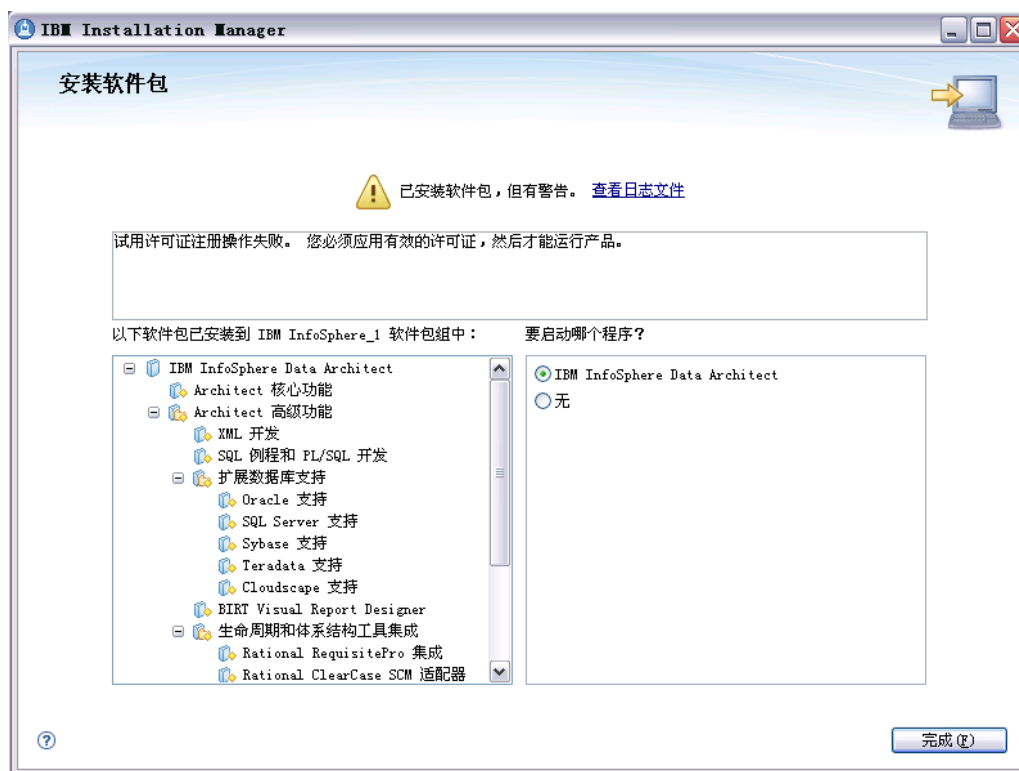 IBM Installation Manager
安装软件包
已安装软件包，但有警告。 查看日志文件
试用许可证注册操作失败。 您必须应用有效的许可证，然后才能运行产品。
以下软件包已安装到 IBM InfoSphere_1 软件包组中：
IBM InfoSphere Data Architect
Architect 核心功能
Architect 高级功能
XML 开发
SQL 例程和 PL/SQL 开发
扩展数据库支持
Oracle 支持
SQL Server 支持
Sybase 支持
Teradata 支持
Cloudscape 支持
BIRT Visual Report Designer
生命周期和体系结构工具集成
Rational RequisitePro 集成
Rational ClearCase SCM 适配器
要启动哪个程序？
IBM InfoSphere Data Architect
无
完成(F)